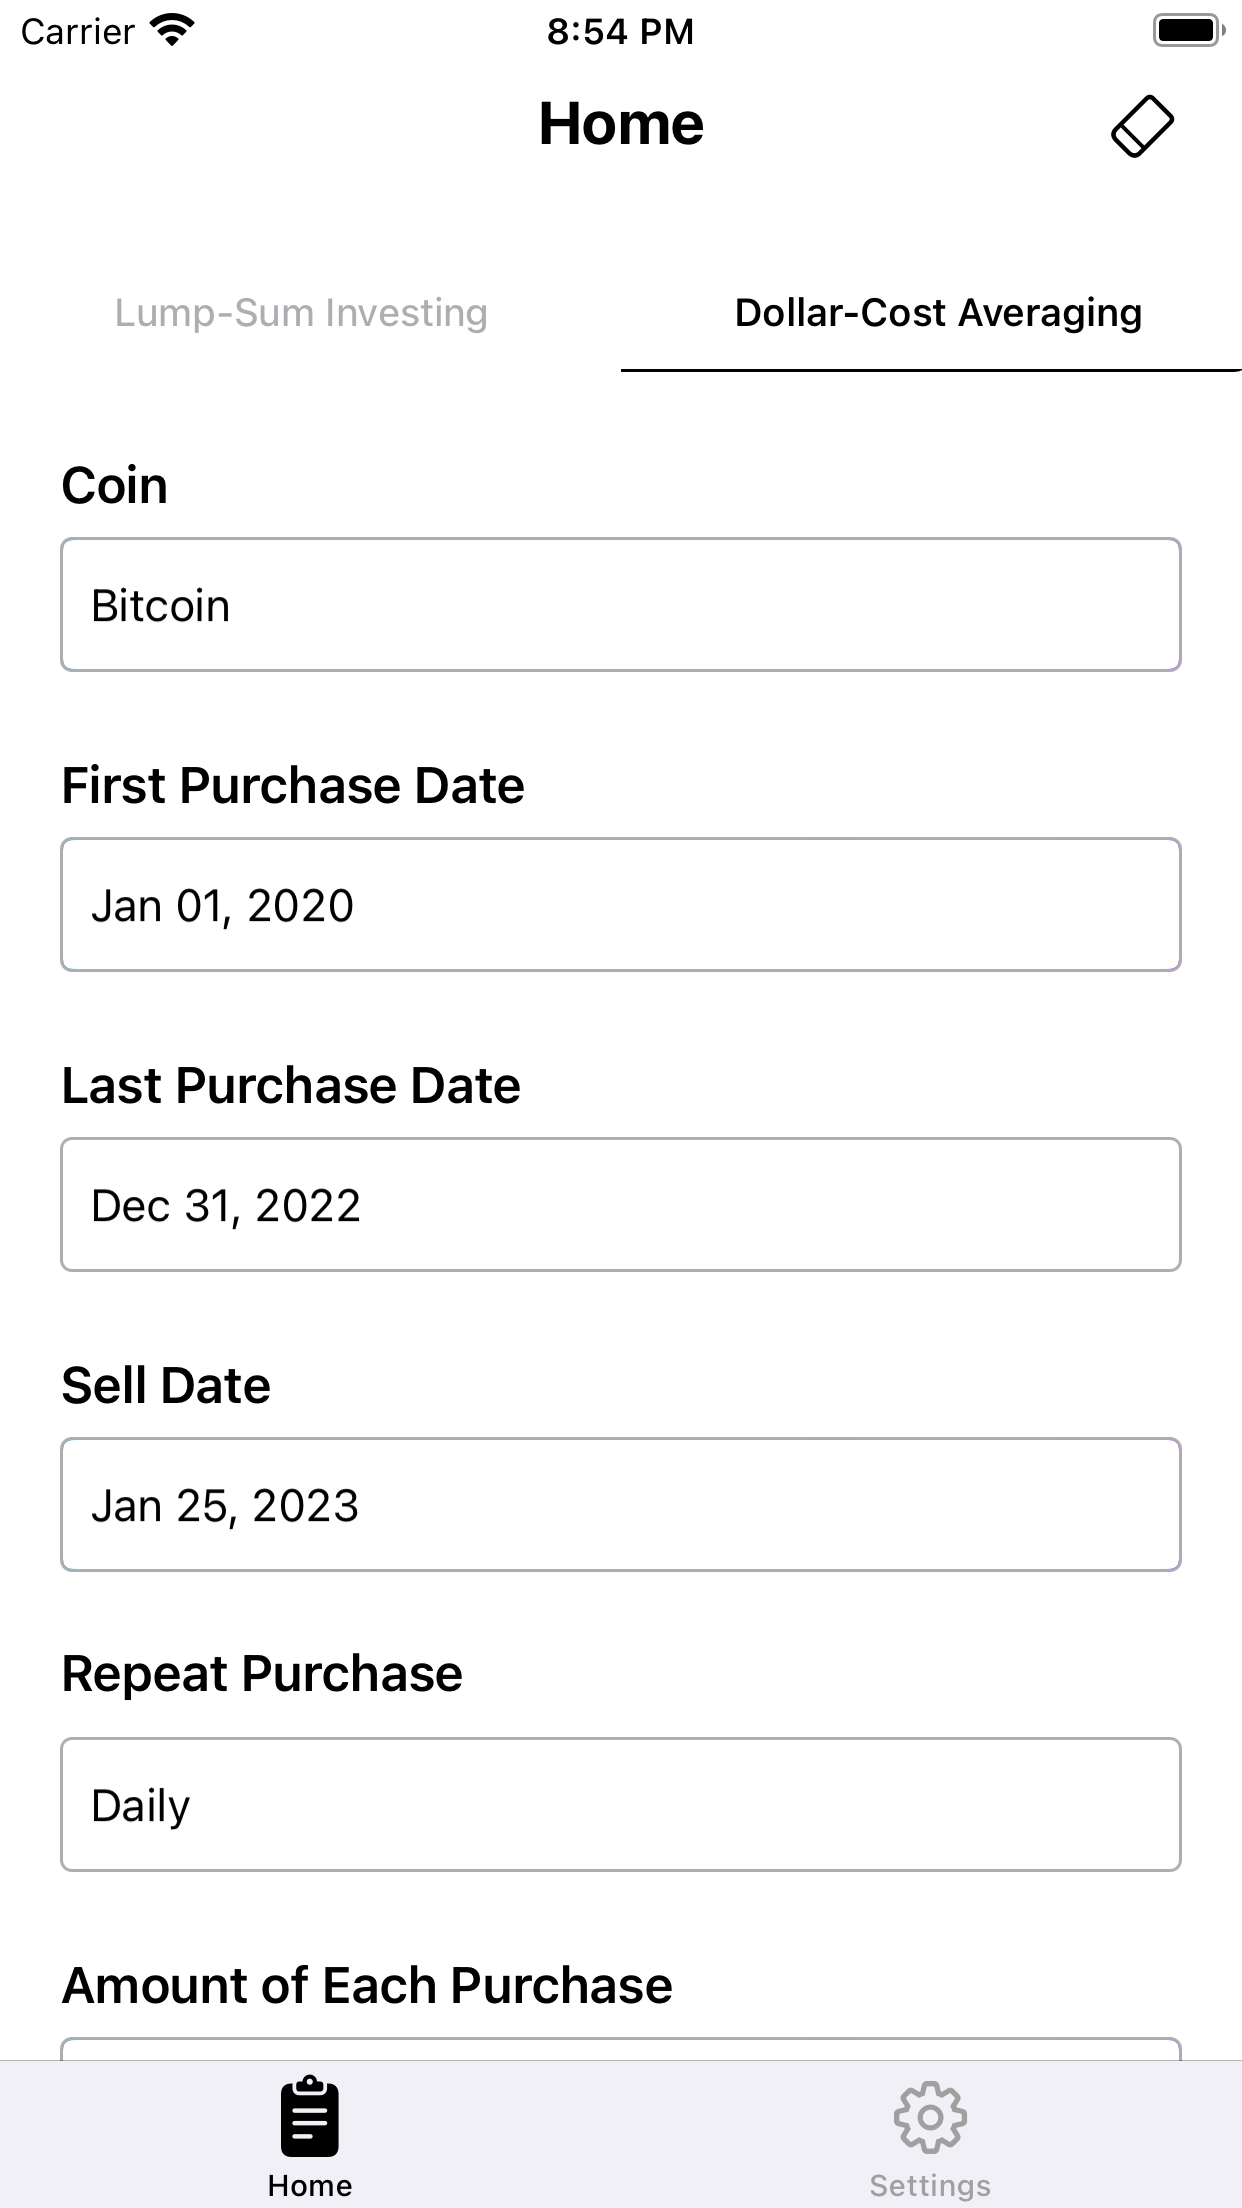 Carrier 8:54 PM
Home
Lump-Sum Investing Dollar-Cost Averaging
Coin
Bitcoin
First Purchase Date
Jan 01, 2020
Last Purchase Date
Dec 31, 2022
Sell Date
Jan 25, 2023
Repeat Purchase
Daily
Amount of Each Purchase
Home Settings